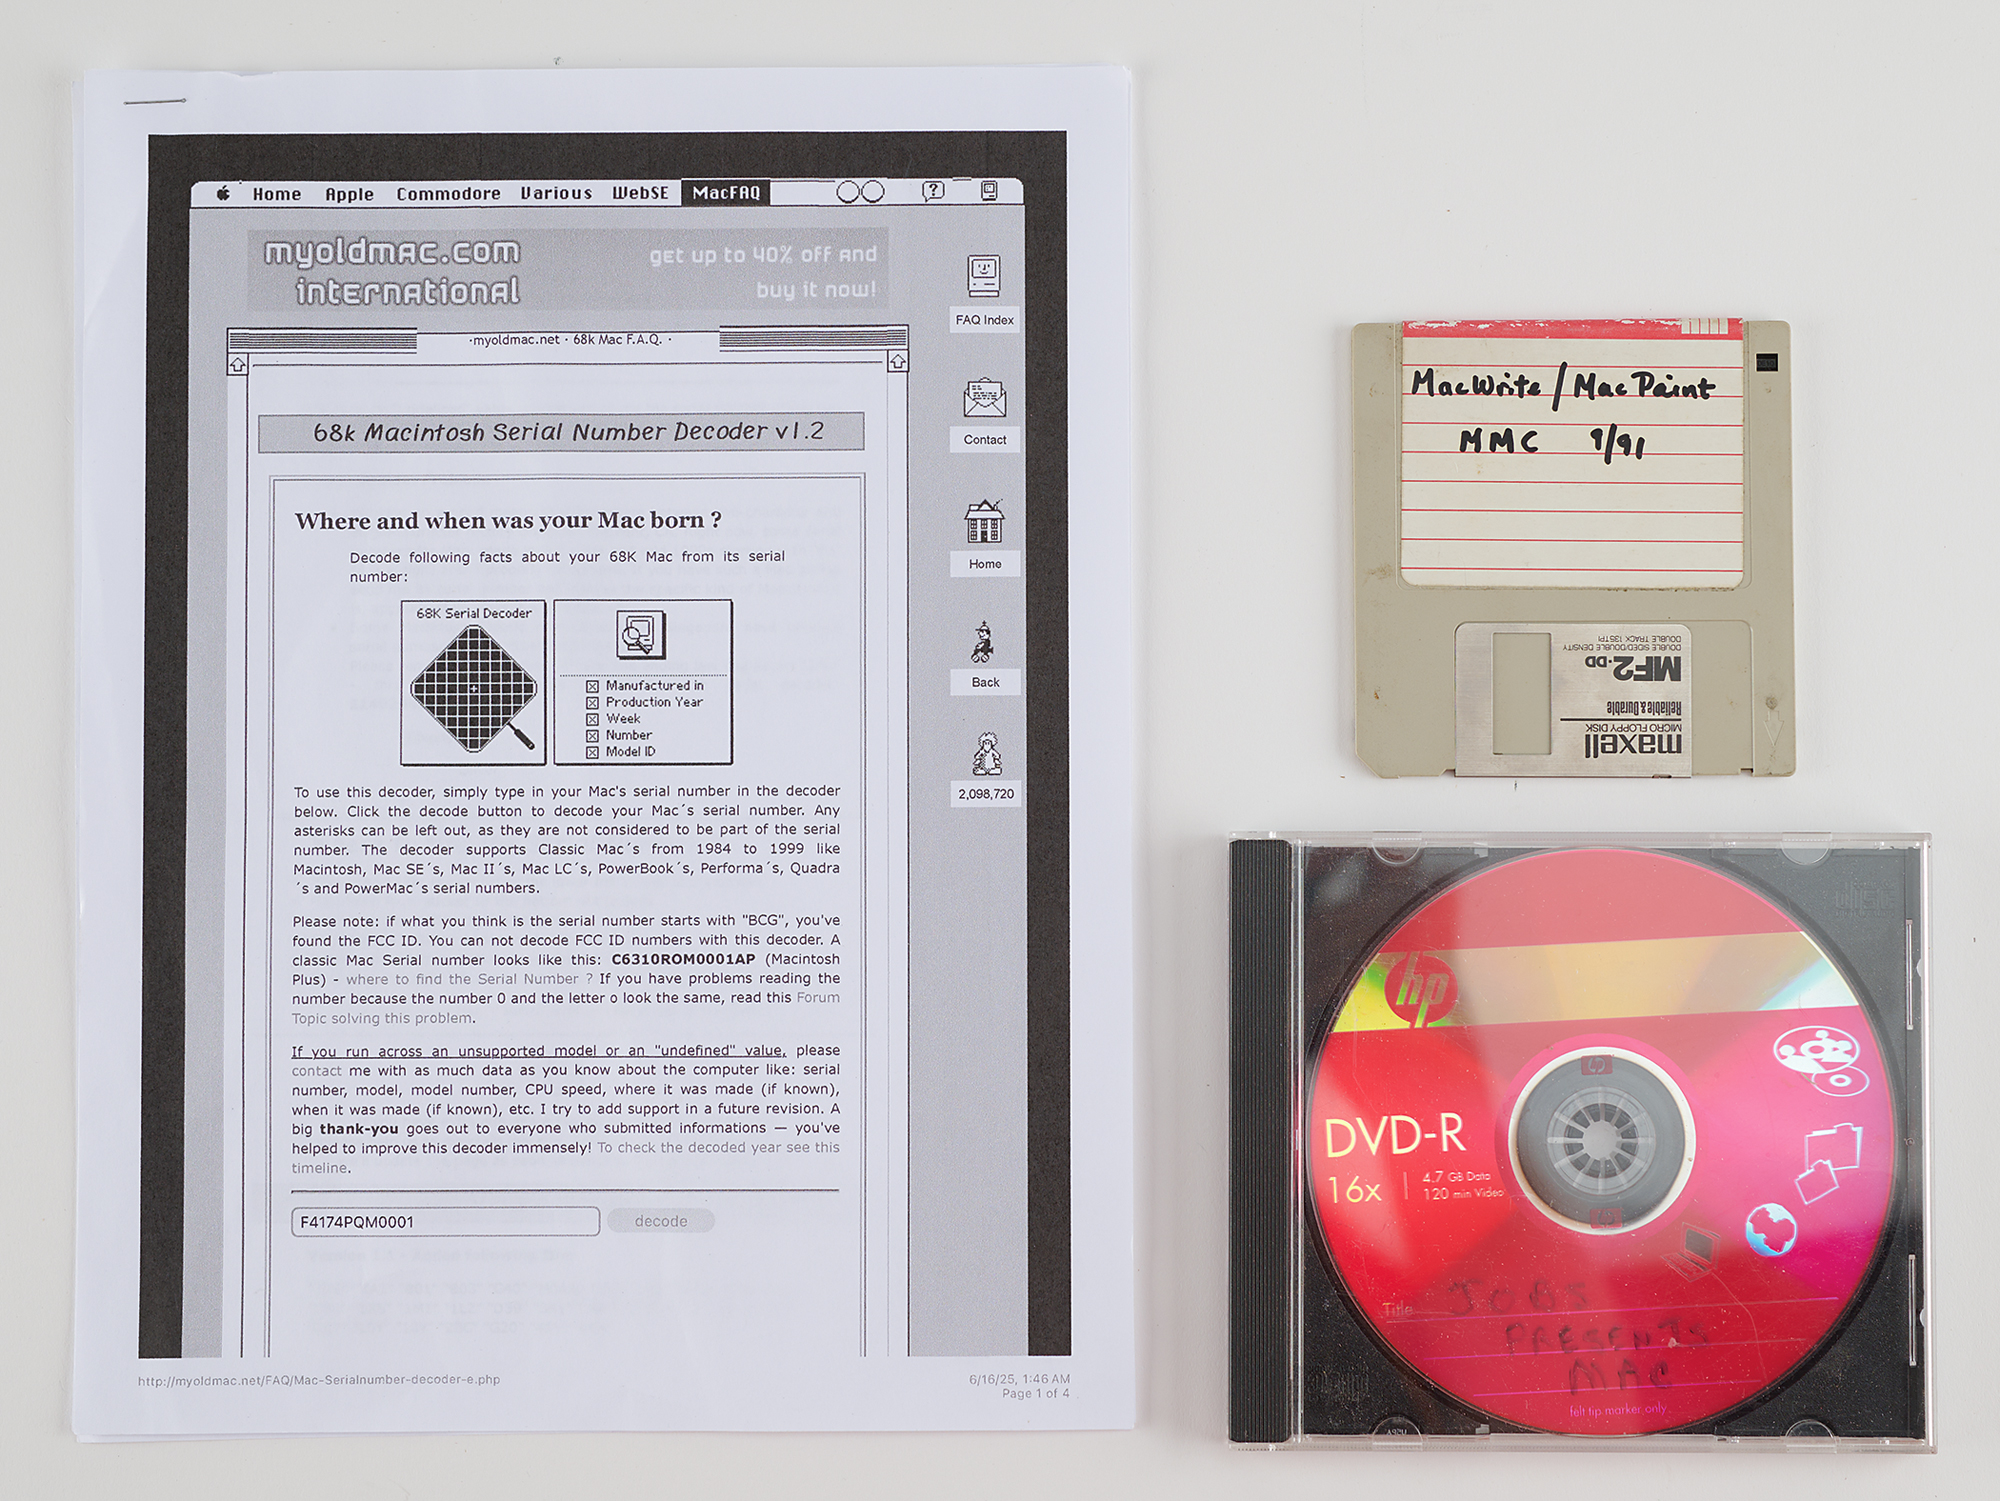 Home Apple Commodore Various WebSE MacFAQ
myoldmac.com
international
get up to 40% off and
buy it now!
·myoldmac.net · 68k Mac F.A.Q. ·
68k Macintosh Serial Number Decoder v1.2
Where and when was your Mac born ?
Decode following facts about your 68K Mac from its serial
number:
68K Serial Decoder
Manufactured in
Production Year
Week
Number
Model ID
To use this decoder, simply type in your Mac's serial number in the decoder
below. Click the decode button to decode your Mac´s serial number. Any
asterisks can be left out, as they are not considered to be part of the serial
number. The decoder supports Classic Mac´s from 1984 to 1999 like
Macintosh, Mac SE´s, Mac II´s, Mac LC´s, PowerBook´s, Performa´s, Quadra
´s and PowerMac´s serial numbers.
Please note: if what you think is the serial number starts with "BCG", you've
found the FCC ID. You can not decode FCC ID numbers with this decoder. A
classic Mac Serial number looks like this: C6310ROM0001AP (Macintosh
Plus) - where to find the Serial Number ? If you have problems reading the
number because the number 0 and the letter o look the same, read this Forum
Topic solving this problem.
If you run across an unsupported model or an "undefined" value, please
contact me with as much data as you know about the computer like: serial
number, model, model number, CPU speed, where it was made (if known),
when it was made (if known), etc. I try to add support in a future revision. A
big thank-you goes out to everyone who submitted informations — you've
helped to improve this decoder immensely! To check the decoded year see this
timeline.
F4174PQM0001 decode
FAQ Index
Contact
Home
Back
2,098,720
http://myoldmac.net/FAQ/Mac-Serialnumber-decoder-e.php
6/16/25, 1:46 AM
Page 1 of 4
MacWrite/MacPaint
MMC 9/91
maxell
MICRO FLOPPY DISK
Reliable & Durable
MF2-DD
DOUBLE SIDED/DOUBLE DENSITY
DOUBLE TRACK 135TPI
hp
DVD-R
16x
4.7 GB Data
120 min Video
Title JOBS
PRESENTS
MAC
felt tip marker only.